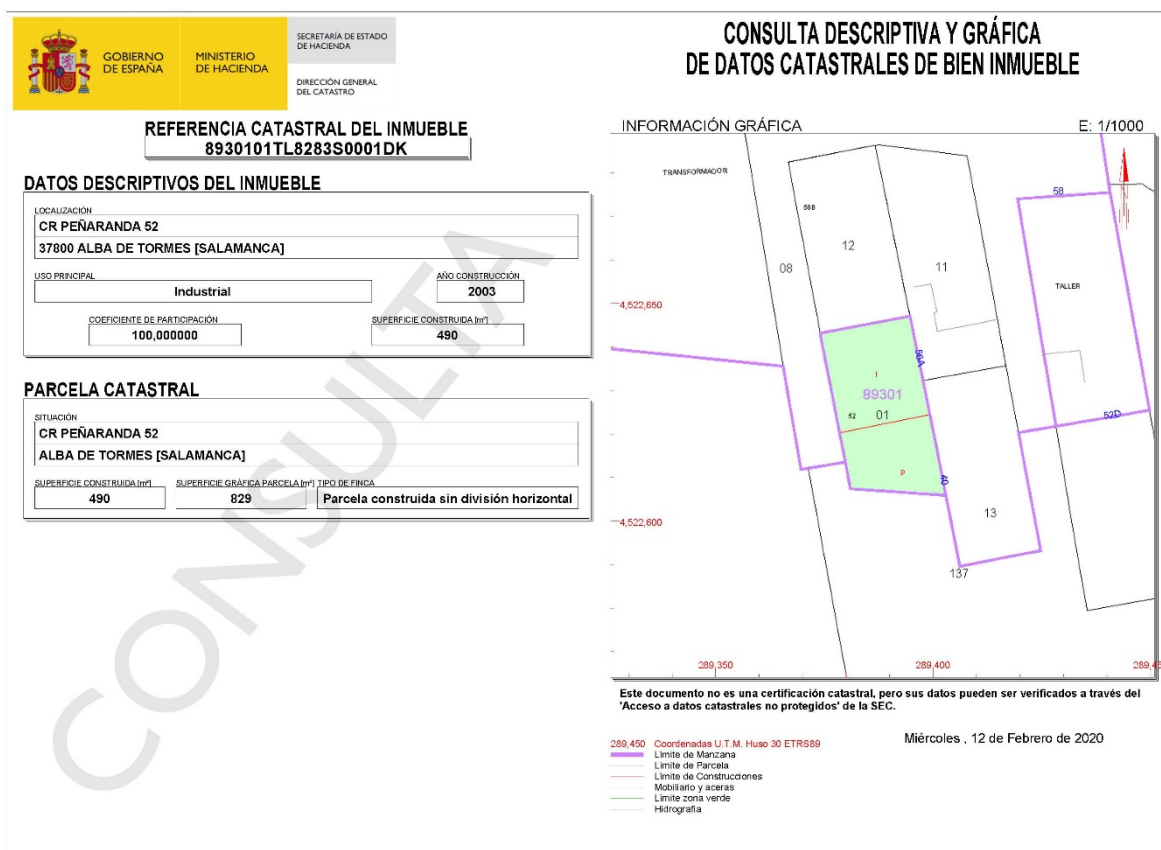 GOBIERNO
DE ESPAÑA
MINISTERIO
DE HACIENDA
SECRETARÍA DE ESTADO
DE HACIENDA
DIRECCIÓN GENERAL
DEL CATASTRO
REFERENCIA CATASTRAL DEL INMUEBLE
8930101TL8283S0001DK
DATOS DESCRIPTIVOS DEL INMUEBLE
LOCALIZACIÓN
CR PEÑARANDA 52
37800 ALBA DE TORMES [SALAMANCA]
USO PRINCIPAL
Industrial
AÑO CONSTRUCCIÓN
2003
COEFICIENTE DE PARTICIPACIÓN
100,000000
SUPERFICIE CONSTRUIDA [m²]
490
PARCELA CATASTRAL
SITUACIÓN
CR PEÑARANDA 52
ALBA DE TORMES [SALAMANCA]
SUPERFICIE CONSTRUIDA [m²]
490
SUPERFICIE GRÁFICA PARCELA [m²]
829
TIPO DE FINCA
Parcela construida sin división horizontal
CONSULTA
CONSULTA DESCRIPTIVA Y GRÁFICA
DE DATOS CATASTRALES DE BIEN INMUEBLE
INFORMACIÓN GRÁFICA
E: 1/1000
TRANSFORMADOR
58
58B
12
08
11
TALLER
4,522,650
56A
I
89301
52
01
52D
P
49
4,522,600
13
137
289,350
289,400
Este documento no es una certificación catastral, pero sus datos pueden ser verificados a través del
'Acceso a datos catastrales no protegidos' de la SEC.
Miércoles , 12 de Febrero de 2020
289,450 Coordenadas U.T.M. Huso 30 ETRS89
Límite de Manzana
Límite de Parcela
Límite de Construcciones
Mobiliario y aceras
Límite zona verde
Hidrografía